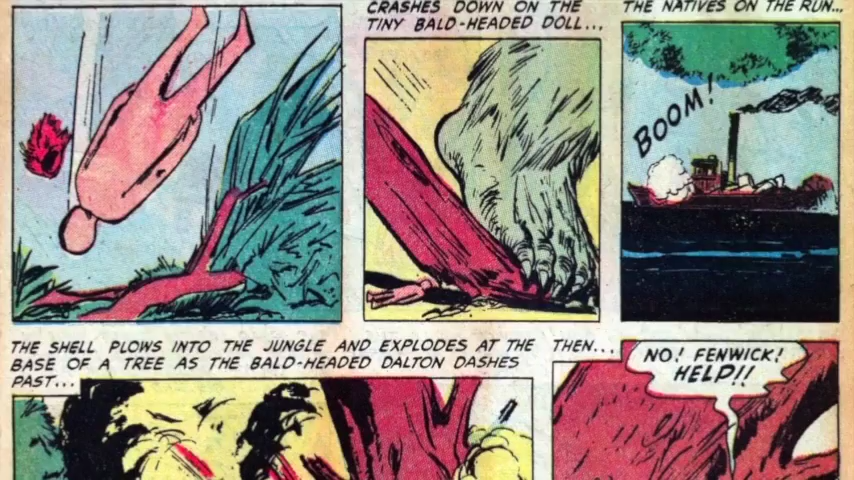 CRASHES DOWN ON THE
TINY BALD-HEADED DOLL...
THE NATIVES ON THE RUN...
BOOM!
THE SHELL PLOWS INTO THE JUNGLE AND EXPLODES AT THE
BASE OF A TREE AS THE BALD-HEADED DALTON DASHES
PAST...
THEN...
NO! FENWICK!
HELP!!